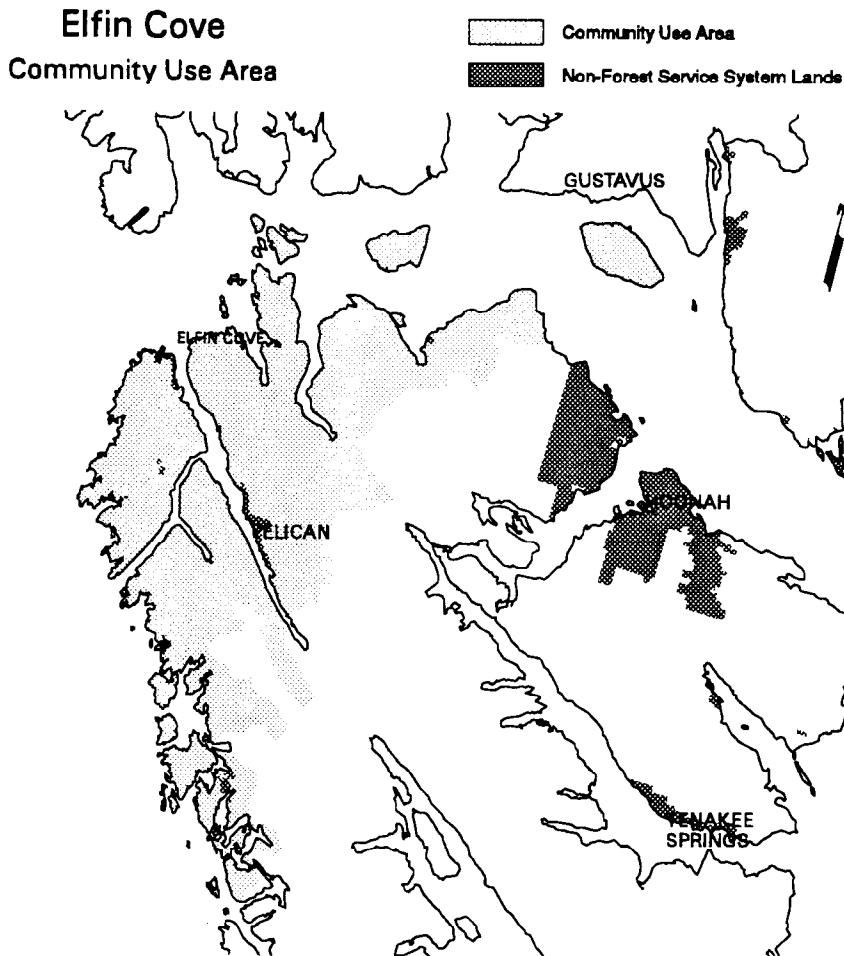 Elfin Cove
Community Use Area
Community Use Area
Non-Forest Service System Lands
GUSTAVUS
ELFIN COVE
HOONAH
PELICAN
TENAKEE
SPRINGS